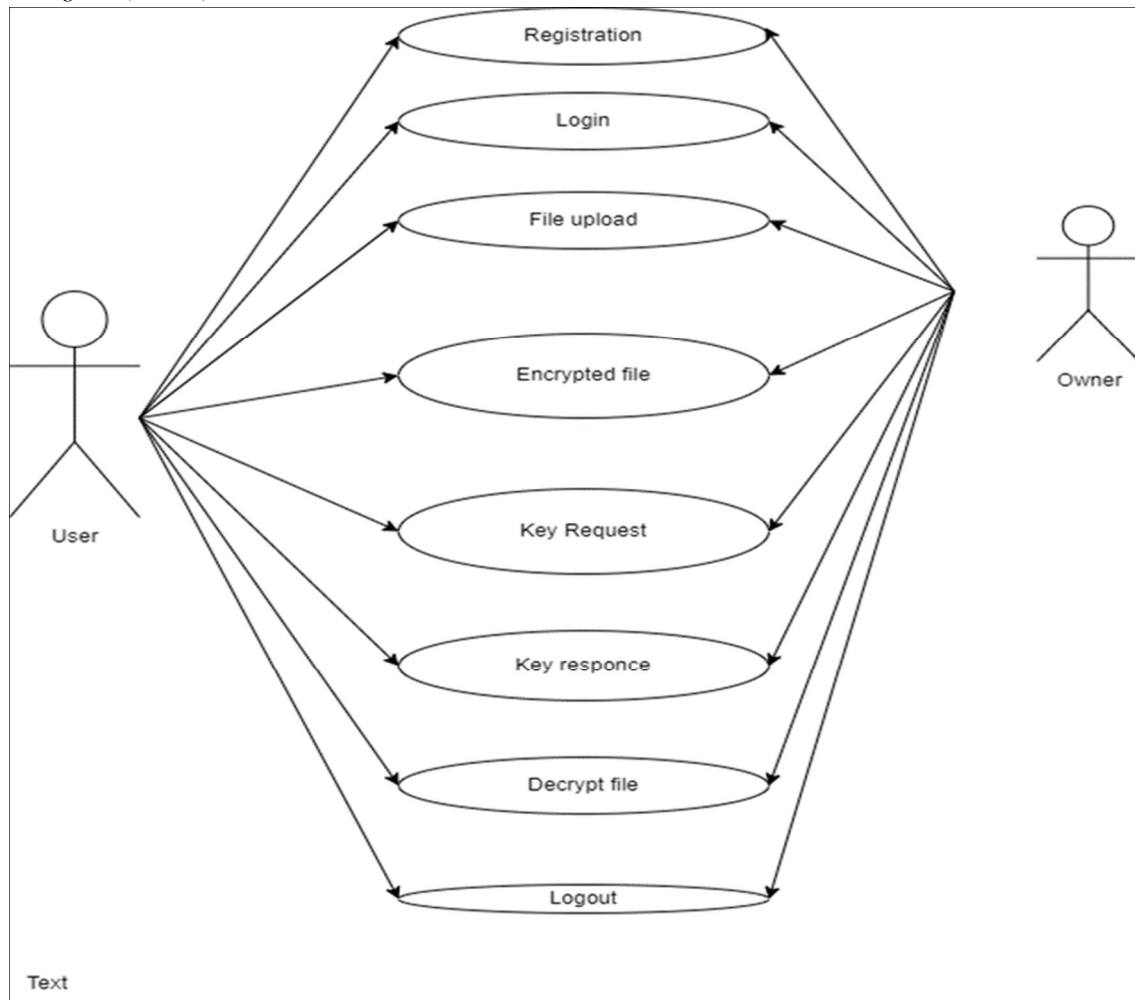 Registration
Login
File upload
Encrypted file
Owner
Key Request
User
Key responce
Decrypt file
Logout
Text